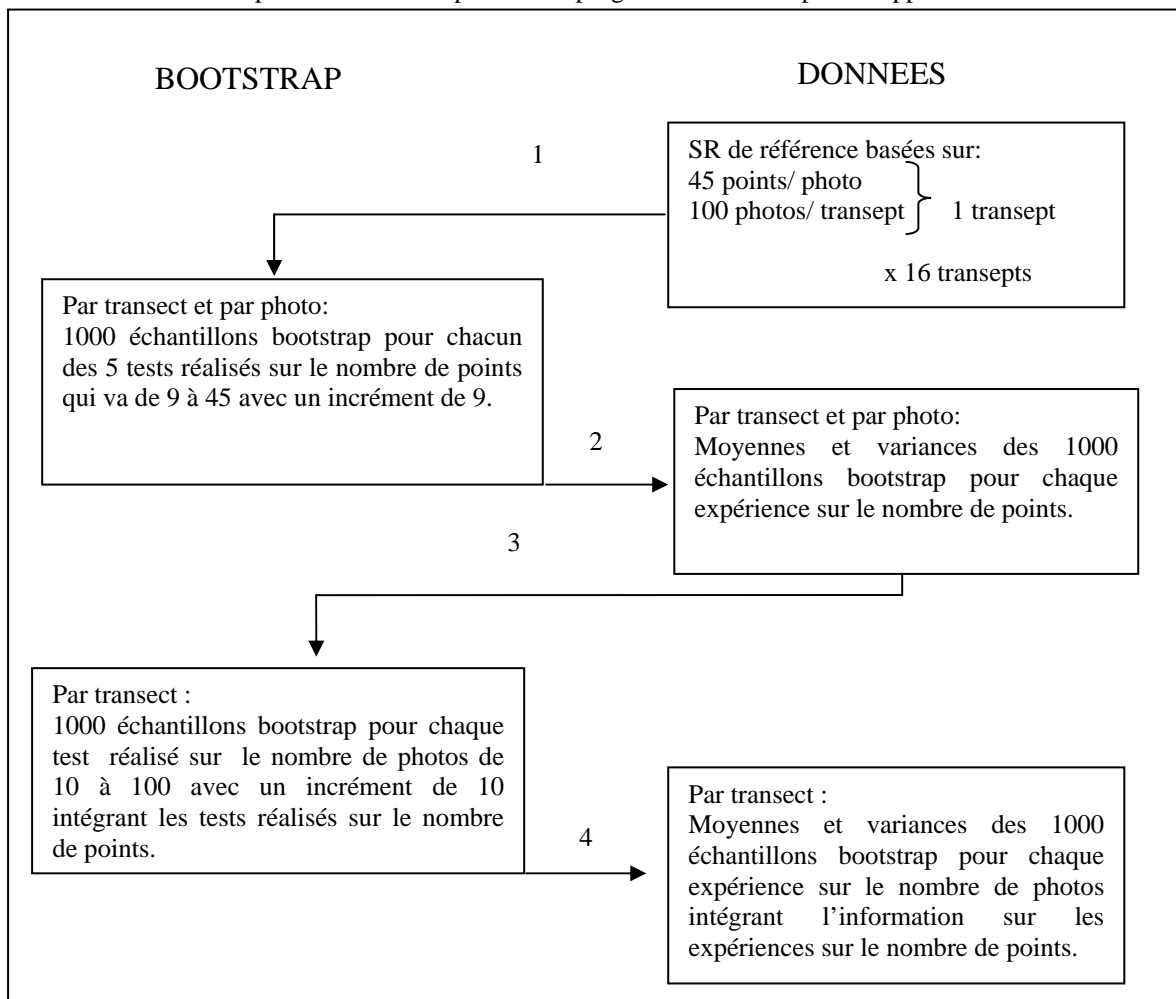 BOOTSTRAP
DONNEES
1
SR de référence basées sur:
45 points/ photo
100 photos/ transept
1 transept
x 16 transepts
Par transect et par photo:
1000 échantillons bootstrap pour chacun
des 5 tests réalisés sur le nombre de points
qui va de 9 à 45 avec un incrément de 9.
2
Par transect et par photo:
Moyennes et variances des 1000
échantillons bootstrap pour chaque
expérience sur le nombre de points.
3
Par transect :
1000 échantillons bootstrap pour chaque
test réalisé sur le nombre de photos de
10 à 100 avec un incrément de 10
intégrant les tests réalisés sur le nombre
de points.
4
Par transect :
Moyennes et variances des 1000
échantillons bootstrap pour chaque
expérience sur le nombre de photos
intégrant l’information sur les
expériences sur le nombre de points.